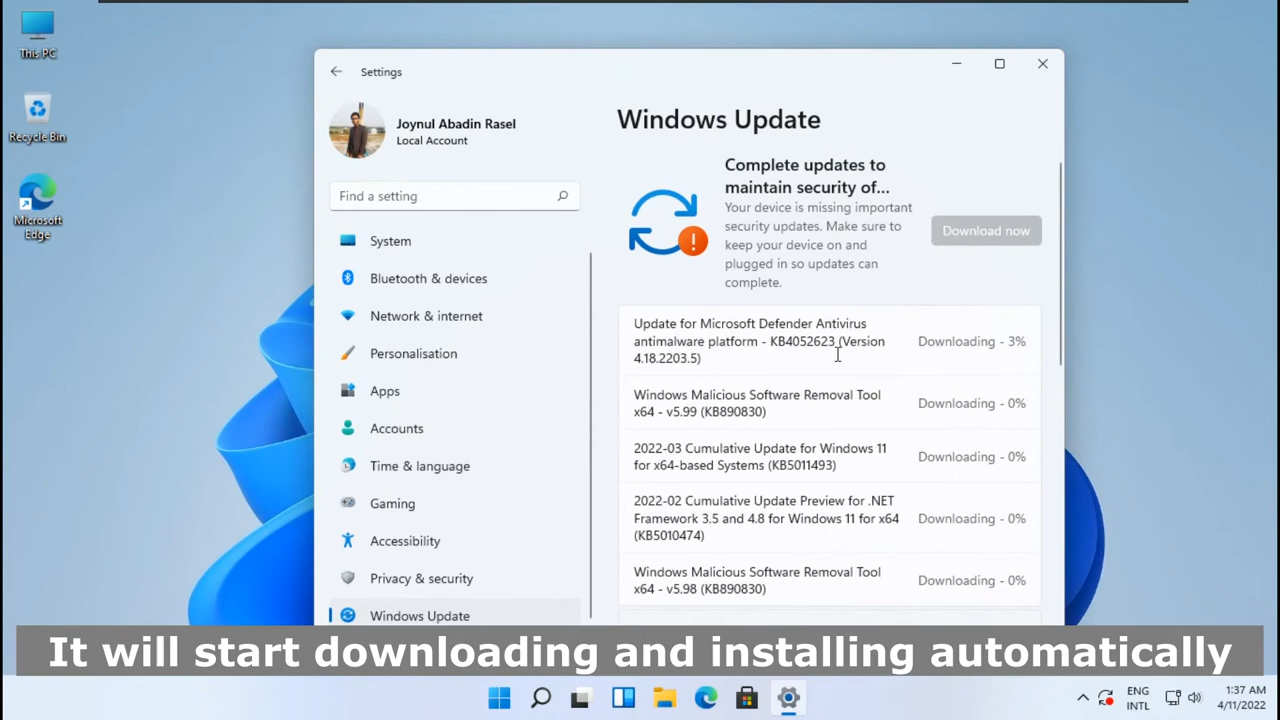 This PC
Recycle Bin
Microsoft
Edge
Settings
Joynul Abadin Rasel
Local Account
Find a setting
System
Bluetooth & devices
Network & internet
Personalisation
Apps
Accounts
Time & language
Gaming
Accessibility
Privacy & security
Windows Update
Windows Update
Complete updates to
maintain security of...
Your device is missing important
security updates. Make sure to
keep your device on and
plugged in so updates can
complete.
Download now
Update for Microsoft Defender Antivirus
antimalware platform - KB4052623 (Version
4.18.2203.5)
Downloading - 3%
Windows Malicious Software Removal Tool
x64 - v5.99 (KB890830)
Downloading - 0%
2022-03 Cumulative Update for Windows 11
for x64-based Systems (KB5011493)
Downloading - 0%
2022-02 Cumulative Update Preview for .NET
Framework 3.5 and 4.8 for Windows 11 for x64
(KB5010474)
Downloading - 0%
Windows Malicious Software Removal Tool
x64 - v5.98 (KB890830)
Downloading - 0%
It will start downloading and installing automatically
ENG
INTL
1:37 AM
4/11/2022